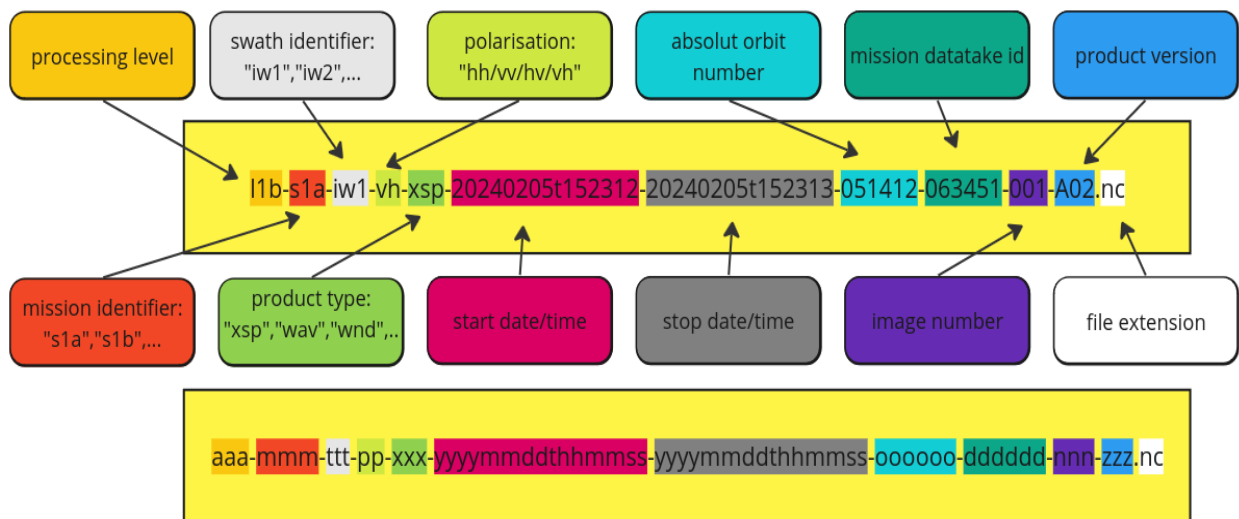 processing level
swath identifier:
"iw1","iw2",...
polarisation:
"hh/vv/hv/vh"
absolut orbit
number
mission datatake id
product version
l1b-s1a-iw1-vh-xsp-20240205t152312-20240205t152313-051412-063451-001-A02.nc
mission identifier:
"s1a","s1b",...
product type:
"xsp","wav","wnd",..
start date/time
stop date/time
image number
file extension
aaa-mmm-ttt-pp-xxx-yyyymmddthhmmss-yyyymmddthhmmss-oooooo-dddddd-nnn-zzz.nc